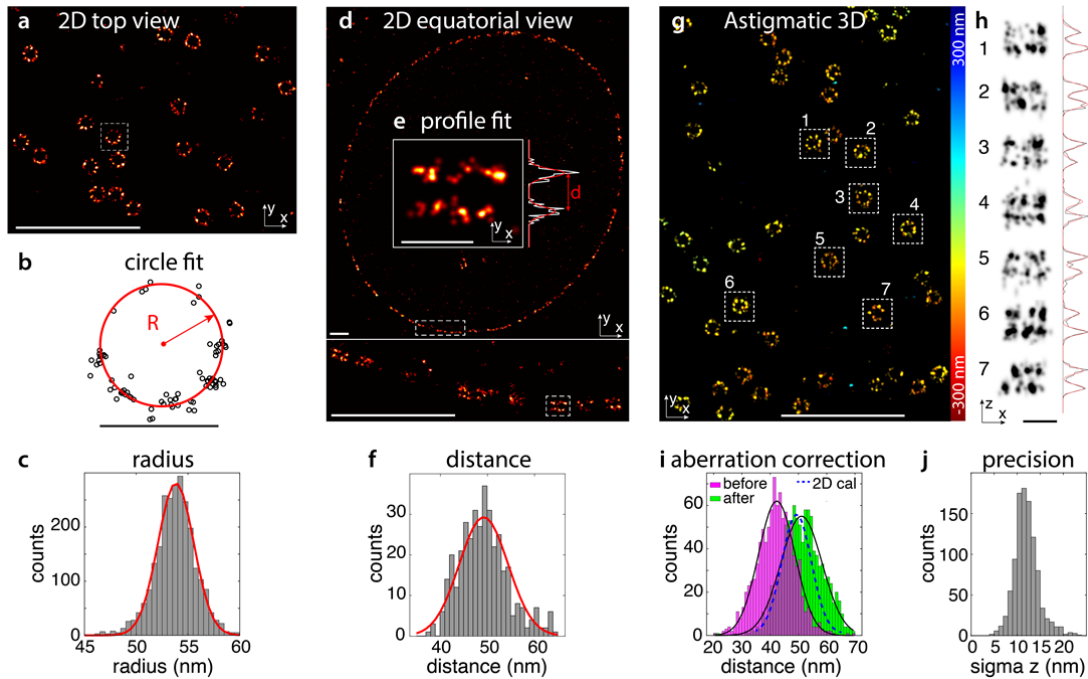 a 2D top view
y
x
b
circle fit
R
c radius
counts
200
100
0
45 50 55 60
radius (nm)
d 2D equatorial view
e profile fit
d
y
x
y
x
y
x
f distance
counts
30
20
10
0
40 50 60
distance (nm)
g Astigmatic 3D
300 nm
-300 nm
1
2
3
4
5
6
7
y
x
h
1
2
3
4
5
6
7
z
x
i aberration correction
before
after
2D cal
counts
60
40
20
0
20 30 40 50 60 70
distance (nm)
j precision
counts
150
100
50
0
0 5 10 15 20
sigma z (nm)